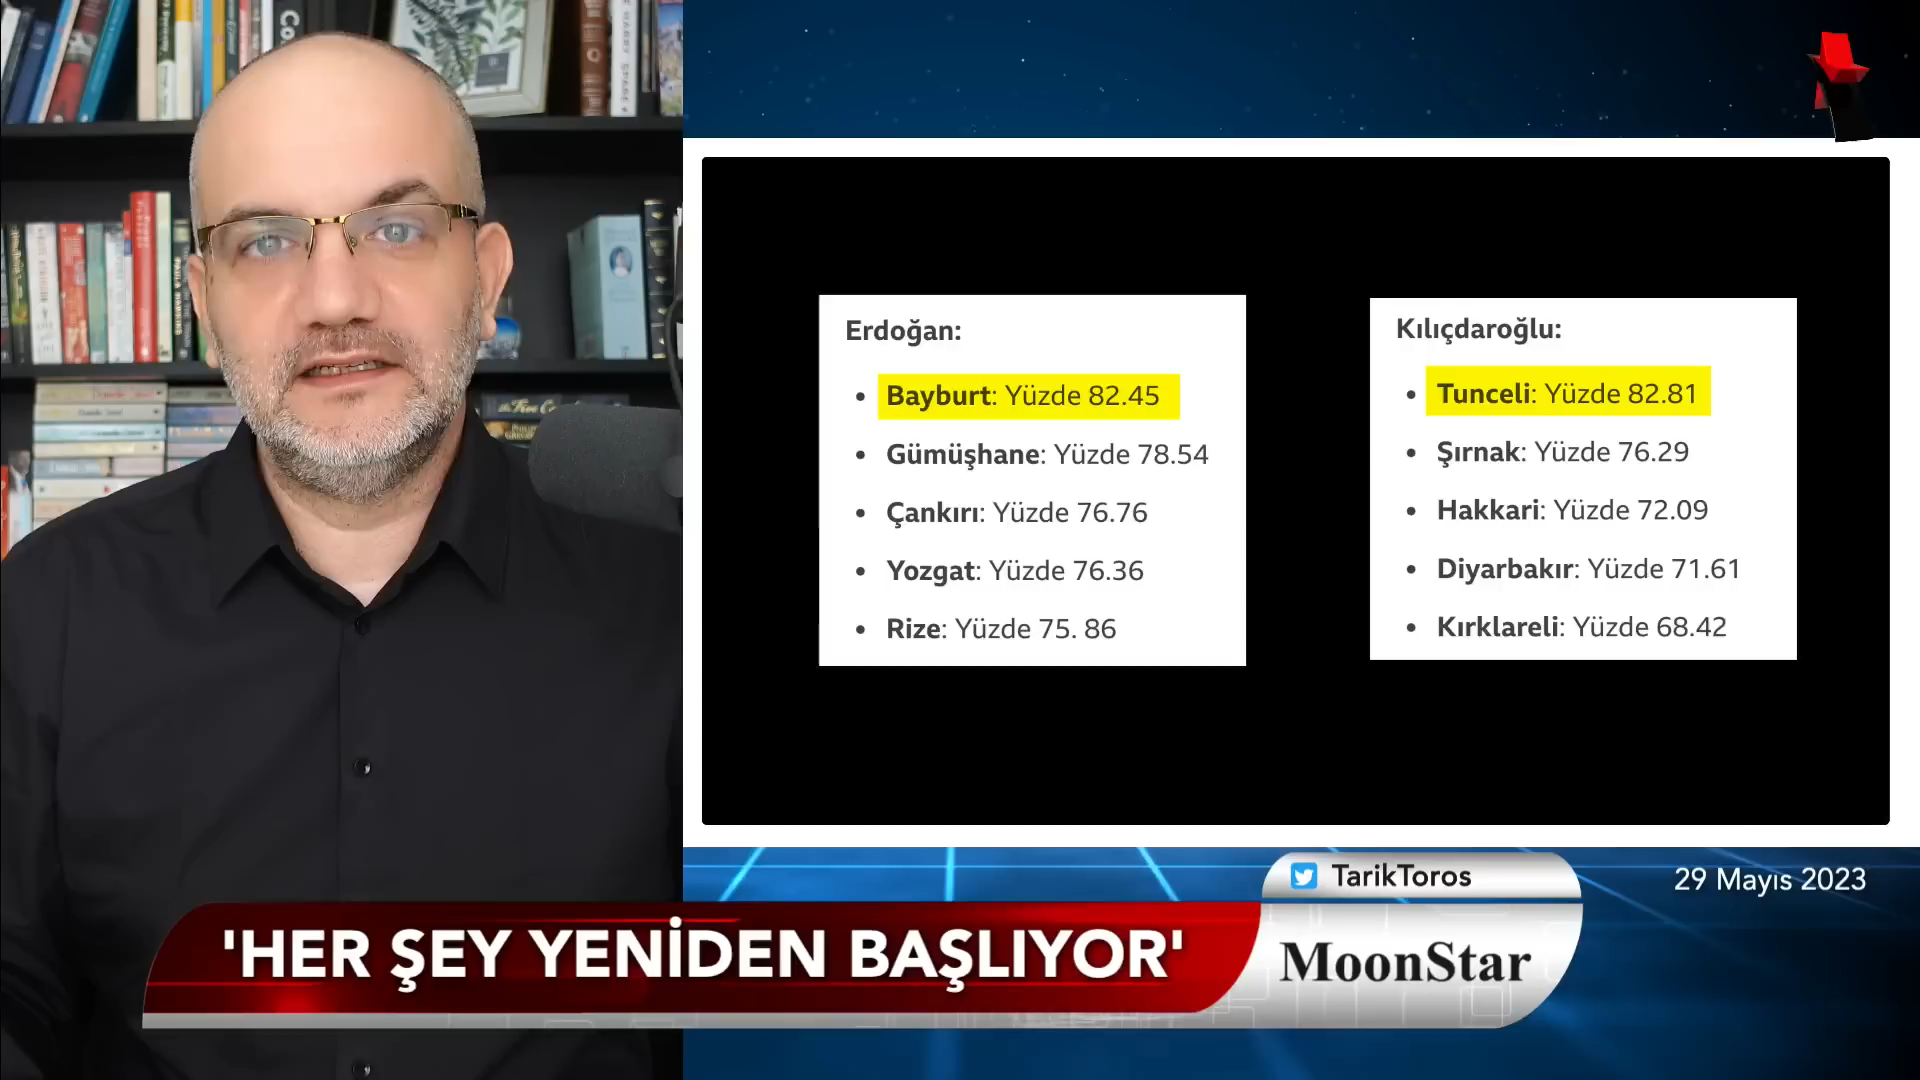 Erdoğan:
• Bayburt: Yüzde 82.45
• Gümüşhane: Yüzde 78.54
• Çankırı: Yüzde 76.76
• Yozgat: Yüzde 76.36
• Rize: Yüzde 75. 86
Kılıçdaroğlu:
• Tunceli: Yüzde 82.81
• Şırnak: Yüzde 76.29
• Hakkari: Yüzde 72.09
• Diyarbakır: Yüzde 71.61
• Kırklareli: Yüzde 68.42
TarikToros
29 Mayıs 2023
'HER ŞEY YENİDEN BAŞLIYOR'
MoonStar